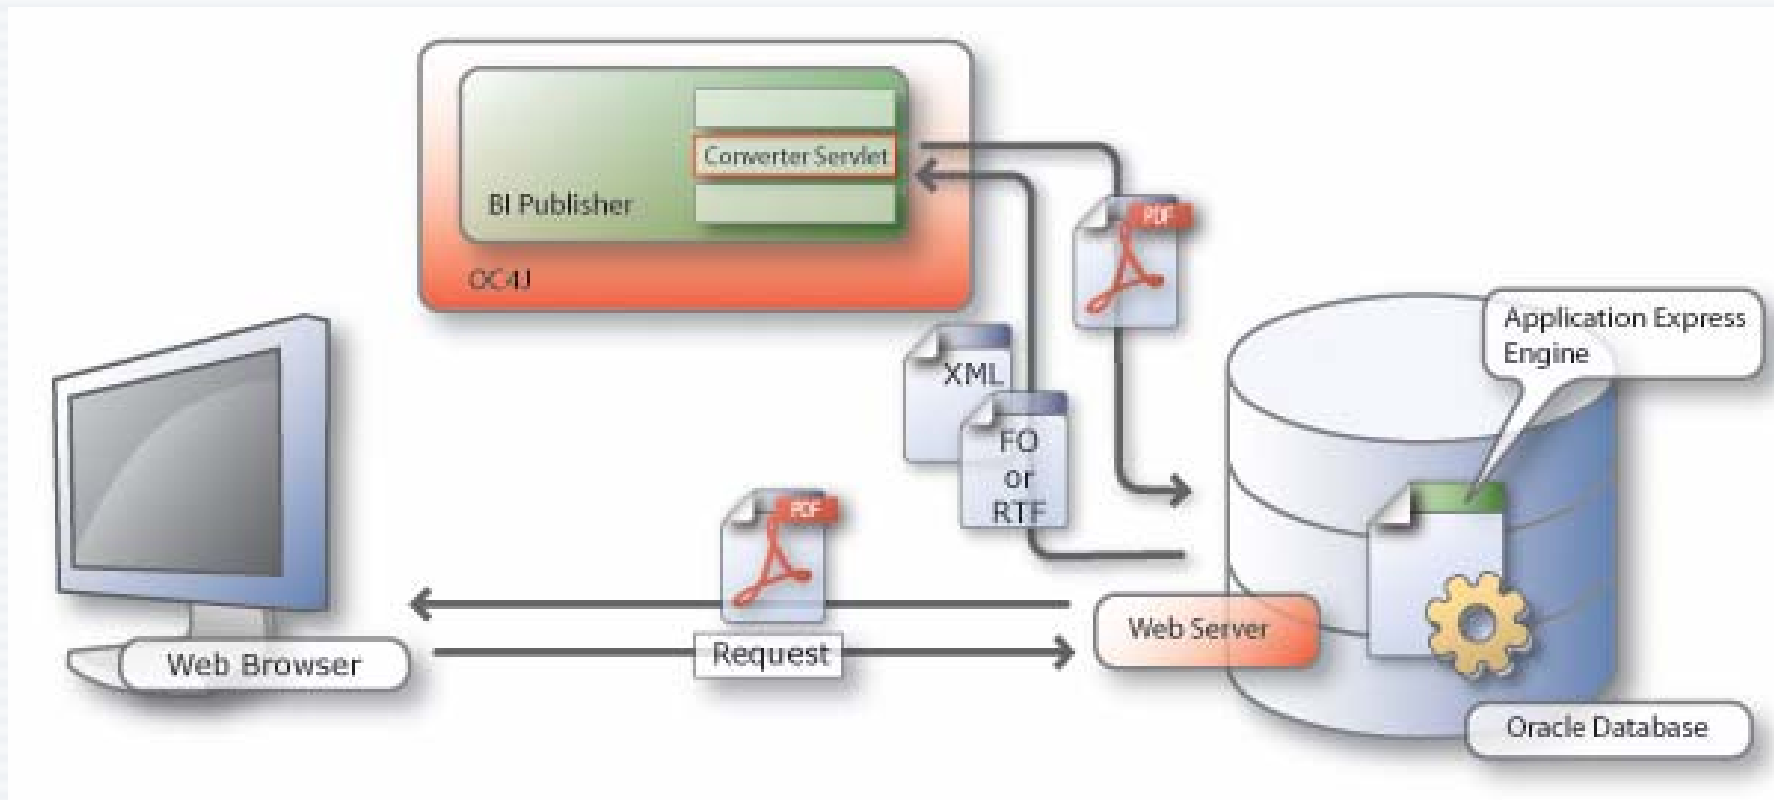 Converter Servlet
BI Publisher
OC4J
PDF
Application Express
Engine
XML
FO
or
RTF
PDF
Web Server
Request
Web Browser
Oracle Database